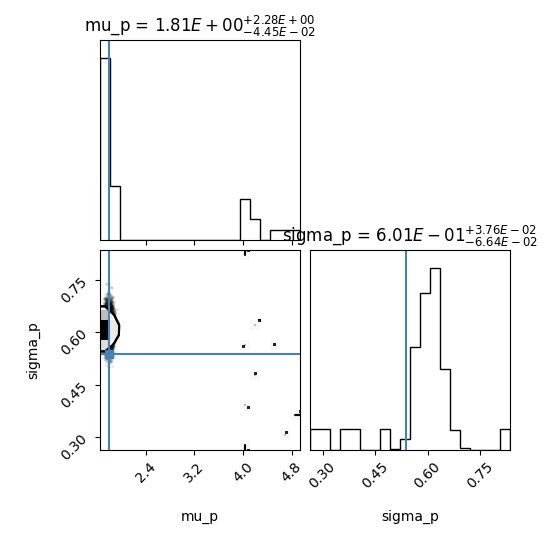 mu_p = 1.81E+00^{+2.28E+00}_{-4.45E-02}
sigma_p = 6.01E-01^{+3.76E-02}_{-6.64E-02}
sigma_p
0.75
0.60
0.45
0.30
2.4 3.2 4.0 4.8
mu_p
0.30 0.45 0.60 0.75
sigma_p